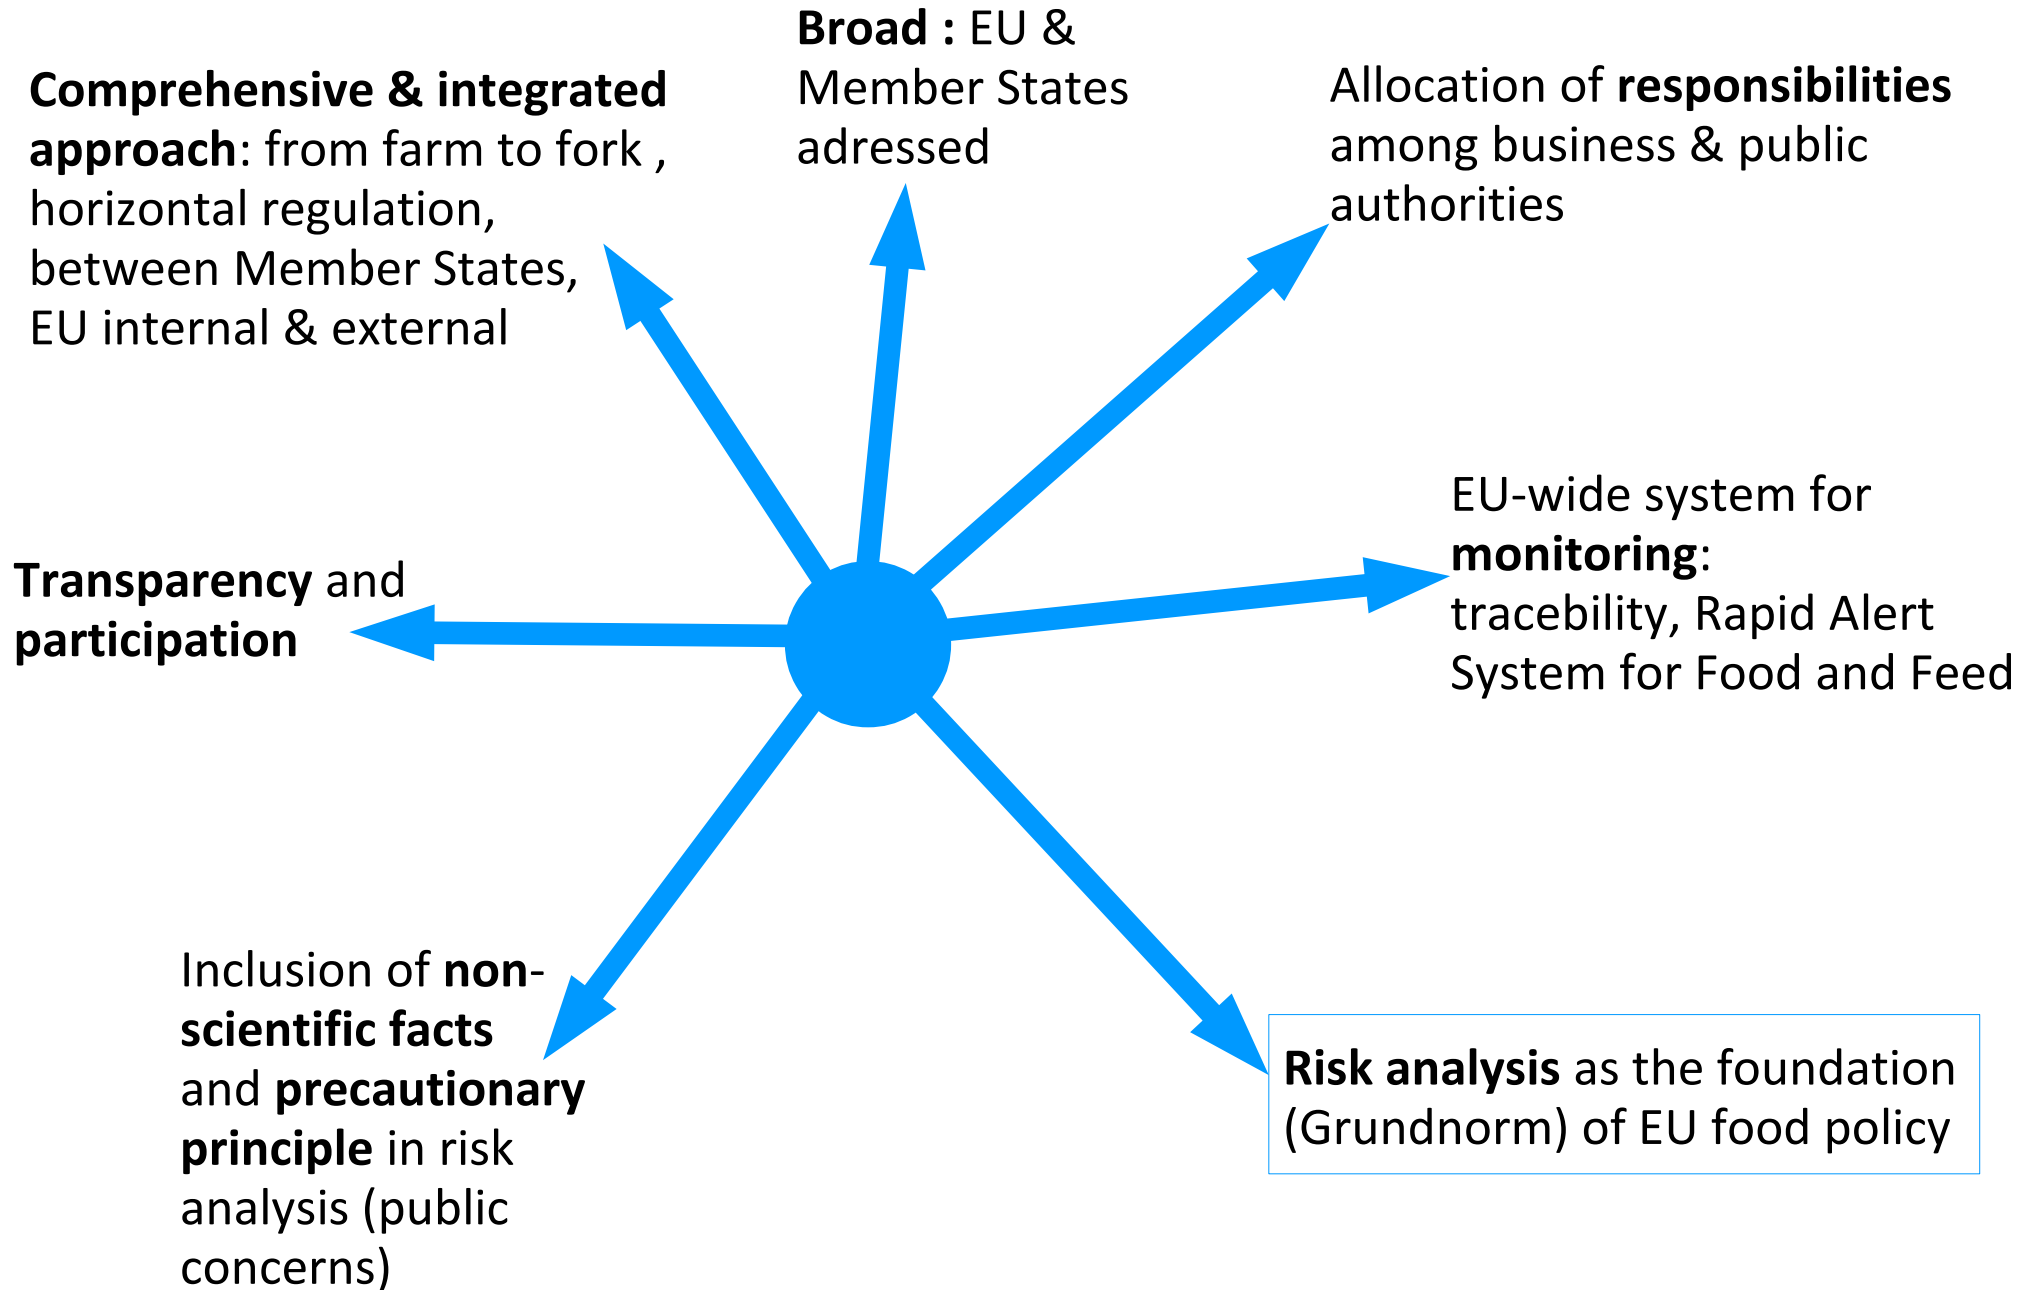 Comprehensive & integrated
approach: from farm to fork ,
horizontal regulation,
between Member States,
EU internal & external
Broad : EU &
Member States
adressed
Allocation of responsibilities
among business & public
authorities
EU-wide system for
monitoring:
tracebility, Rapid Alert
System for Food and Feed
Transparency and
participation
Inclusion of non-
scientific facts
and precautionary
principle in risk
analysis (public
concerns)
Risk analysis as the foundation
(Grundnorm) of EU food policy